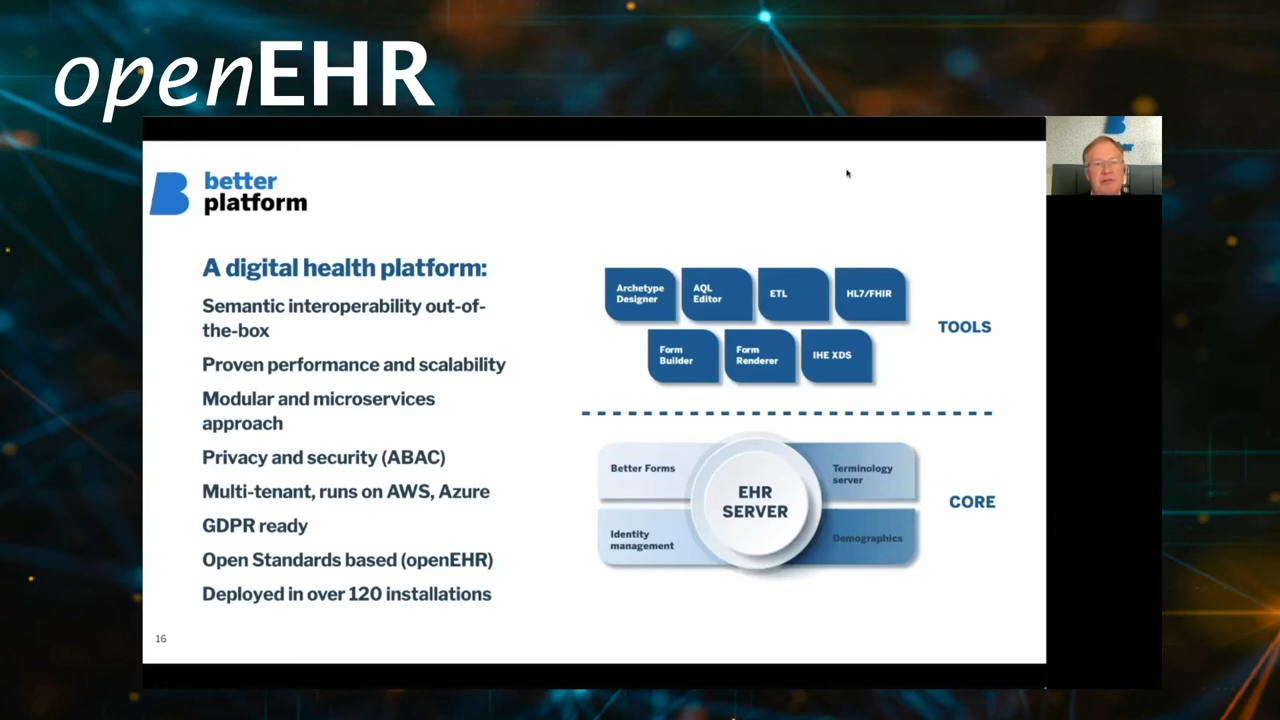 openEHR
better
platform
A digital health platform:
Semantic interoperability out-of-
the-box
Proven performance and scalability
Modular and microservices
approach
Privacy and security (ABAC)
Multi-tenant, runs on AWS, Azure
GDPR ready
Open Standards based (openEHR)
Deployed in over 120 installations
16
Archetype
Designer
AQL
Editor
ETL
HL7/FHIR
Form
Builder
Form
Renderer
IHE XDS
TOOLS
Better Forms
Terminology
server
EHR
SERVER
Identity
management
Demographics
CORE